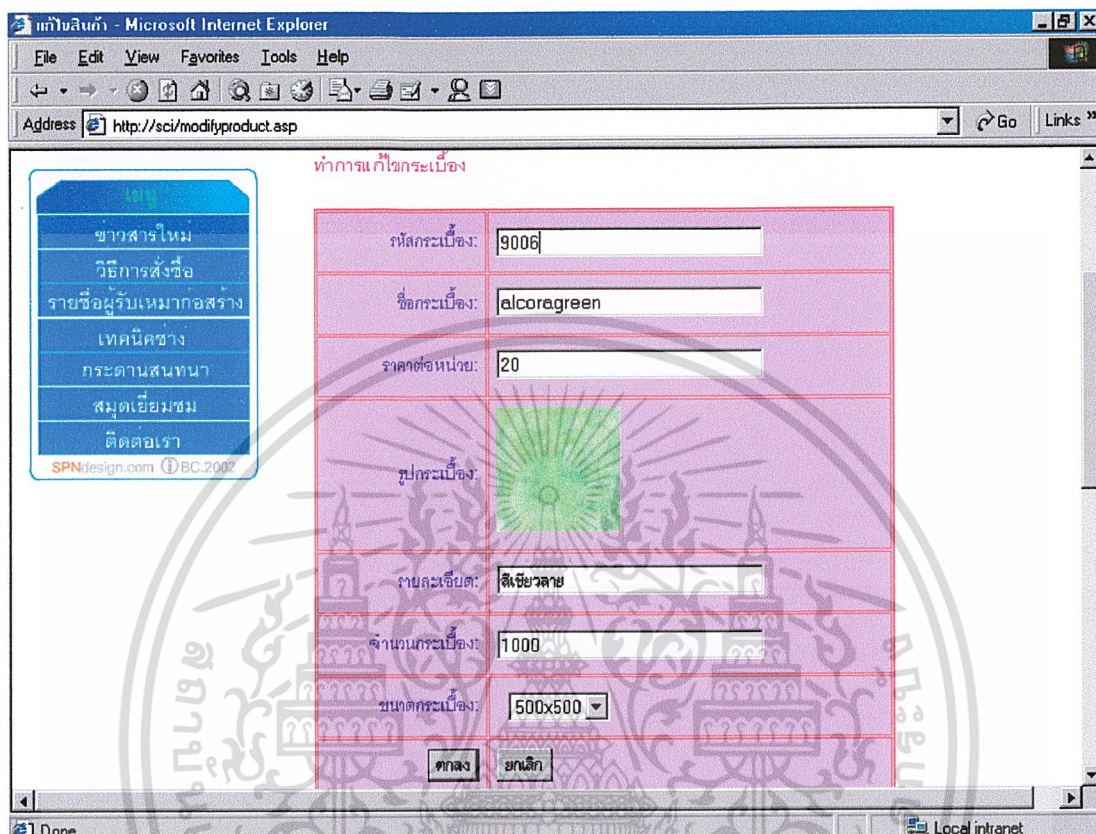 แก้ไขสินค้า - Microsoft Internet Explorer
File Edit View Favorites Tools Help
Address http://sci/modifyproduct.asp Go Links »
ทำการแก้ไขกระเบื้อง
เมนู
ข่าวสารใหม่
วิธีการสั่งซื้อ
รายชื่อผู้รับเหมาก่อสร้าง
เทคนิคช่าง
กระดานสนทนา
สมุดเยี่ยมชม
ติดต่อเรา
SPNdesign.com BC.2002
รหัสกระเบื้อง: 9006
ชื่อกระเบื้อง: alcoragreen
ราคาต่อหน่วย: 20
รูปกระเบื้อง:
รายละเอียด: สีเขียวลาย
จำนวนกระเบื้อง: 1000
ขนาดกระเบื้อง: 500x500
ตกลง ยกเลิก
Done Local intranet